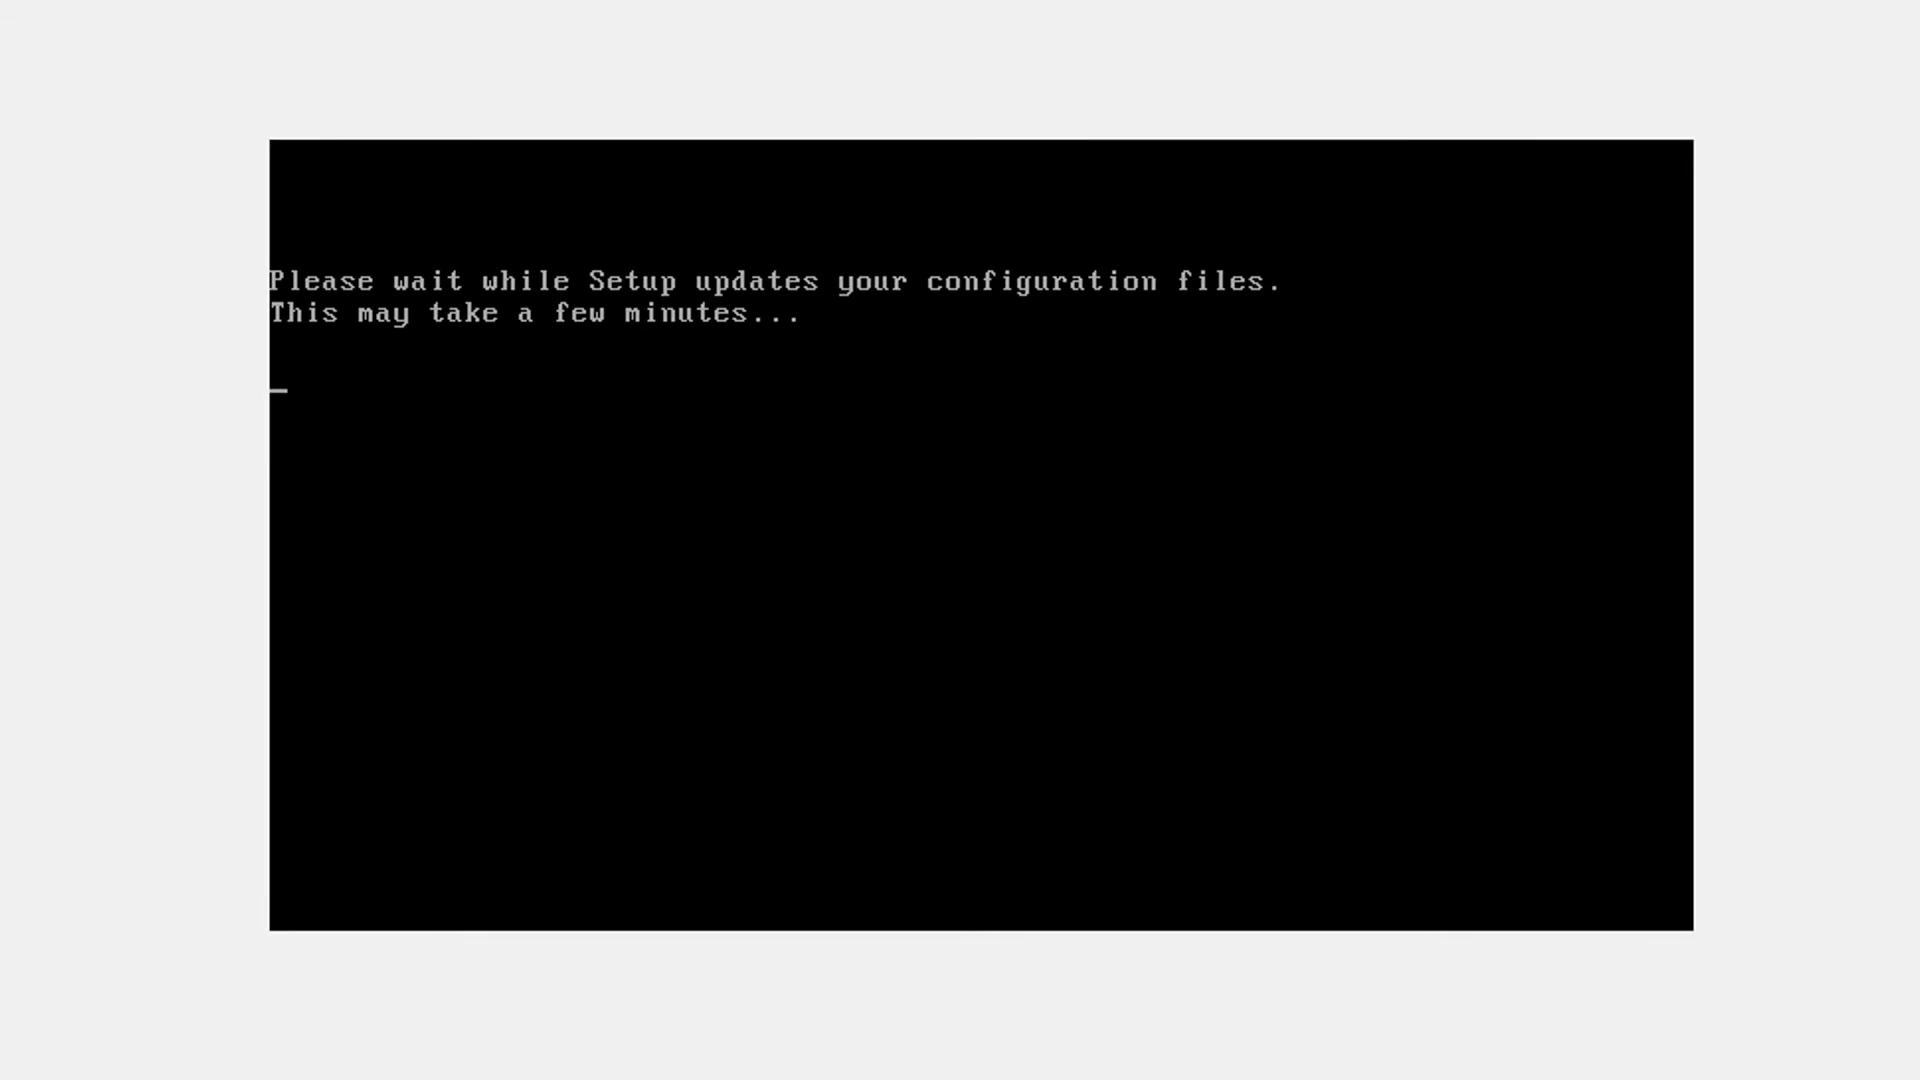 Please wait while Setup updates your configuration files.
This may take a few minutes...